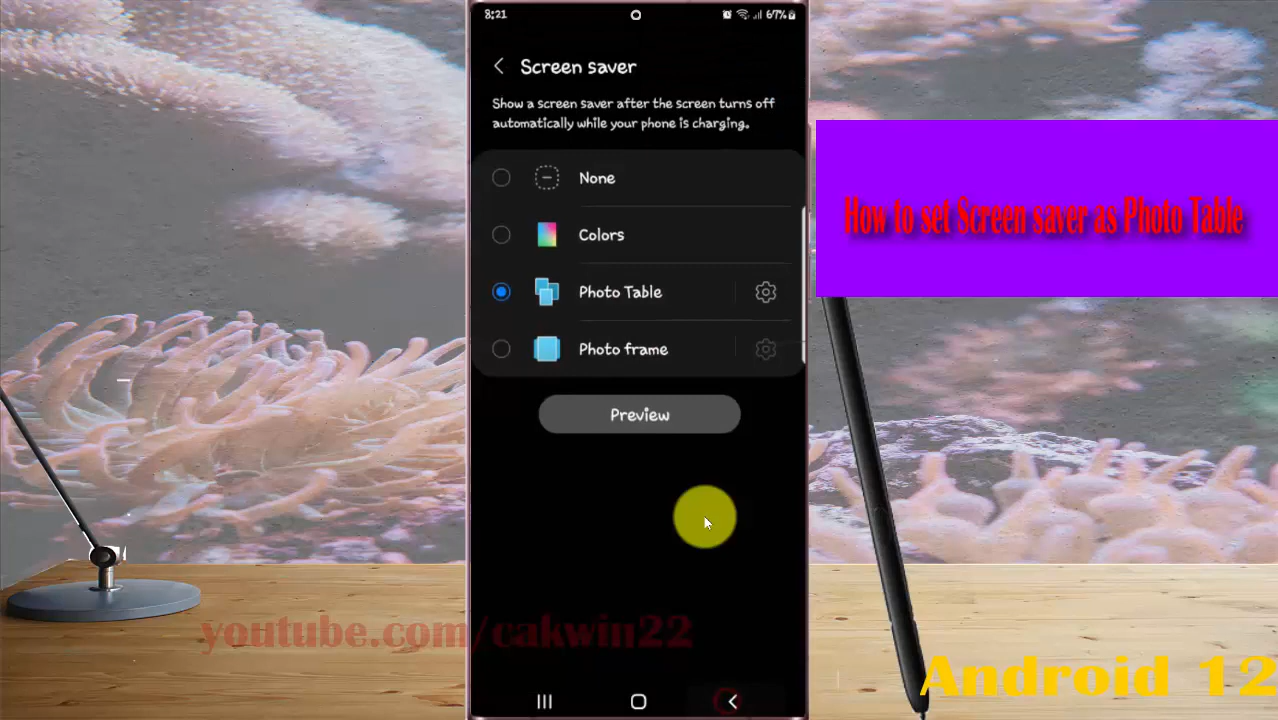 8:21
67%
Screen saver
Show a screen saver after the screen turns off
automatically while your phone is charging.
None
Colors
Photo Table
Photo frame
Preview
How to set Screen saver as Photo Table
youtube.com/cakwin22
Android 12